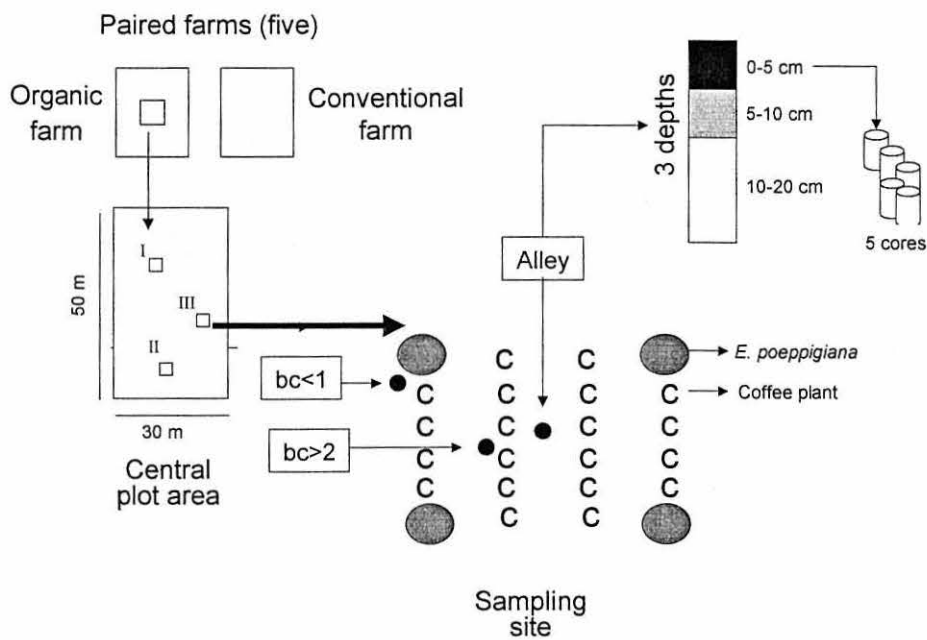 Paired farms (five)
Organic
farm
Conventional
farm
3 depths
0-5 cm
5-10 cm
10-20 cm
5 cores
50 m
I
III
II
30 m
Central
plot area
Alley
bc<1
bc>2
E. poeppigiana
Coffee plant
C C
C C C C
C C C C
C C C C
C C C C
C C
Sampling
site